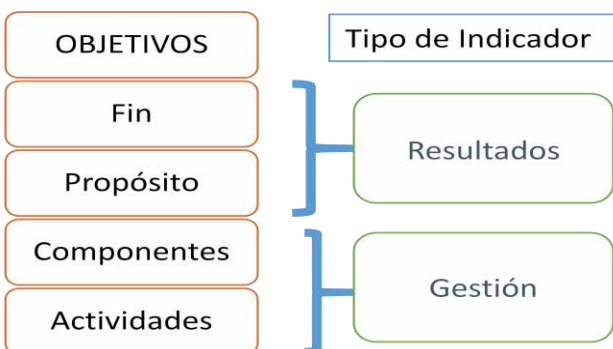 OBJETIVOS
Tipo de Indicador
Fin
Propósito
Resultados
Componentes
Actividades
Gestión